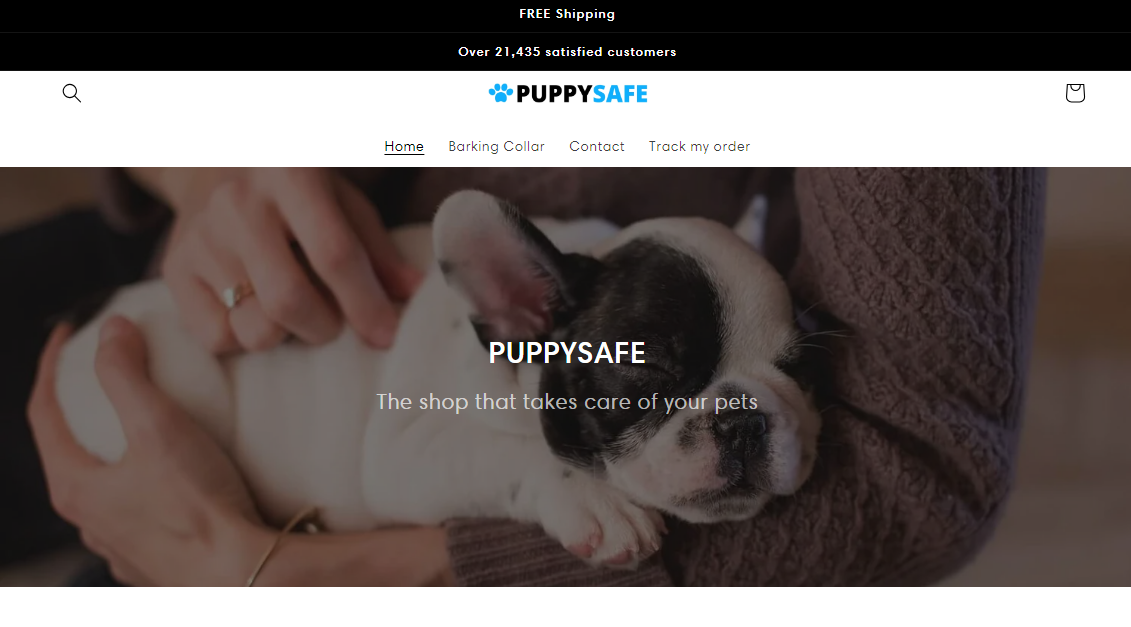 FREE Shipping
Over 21,435 satisfied customers
PUPPYSAFE
Home Barking Collar Contact Track my order
PUPPYSAFE
The shop that takes care of your pets